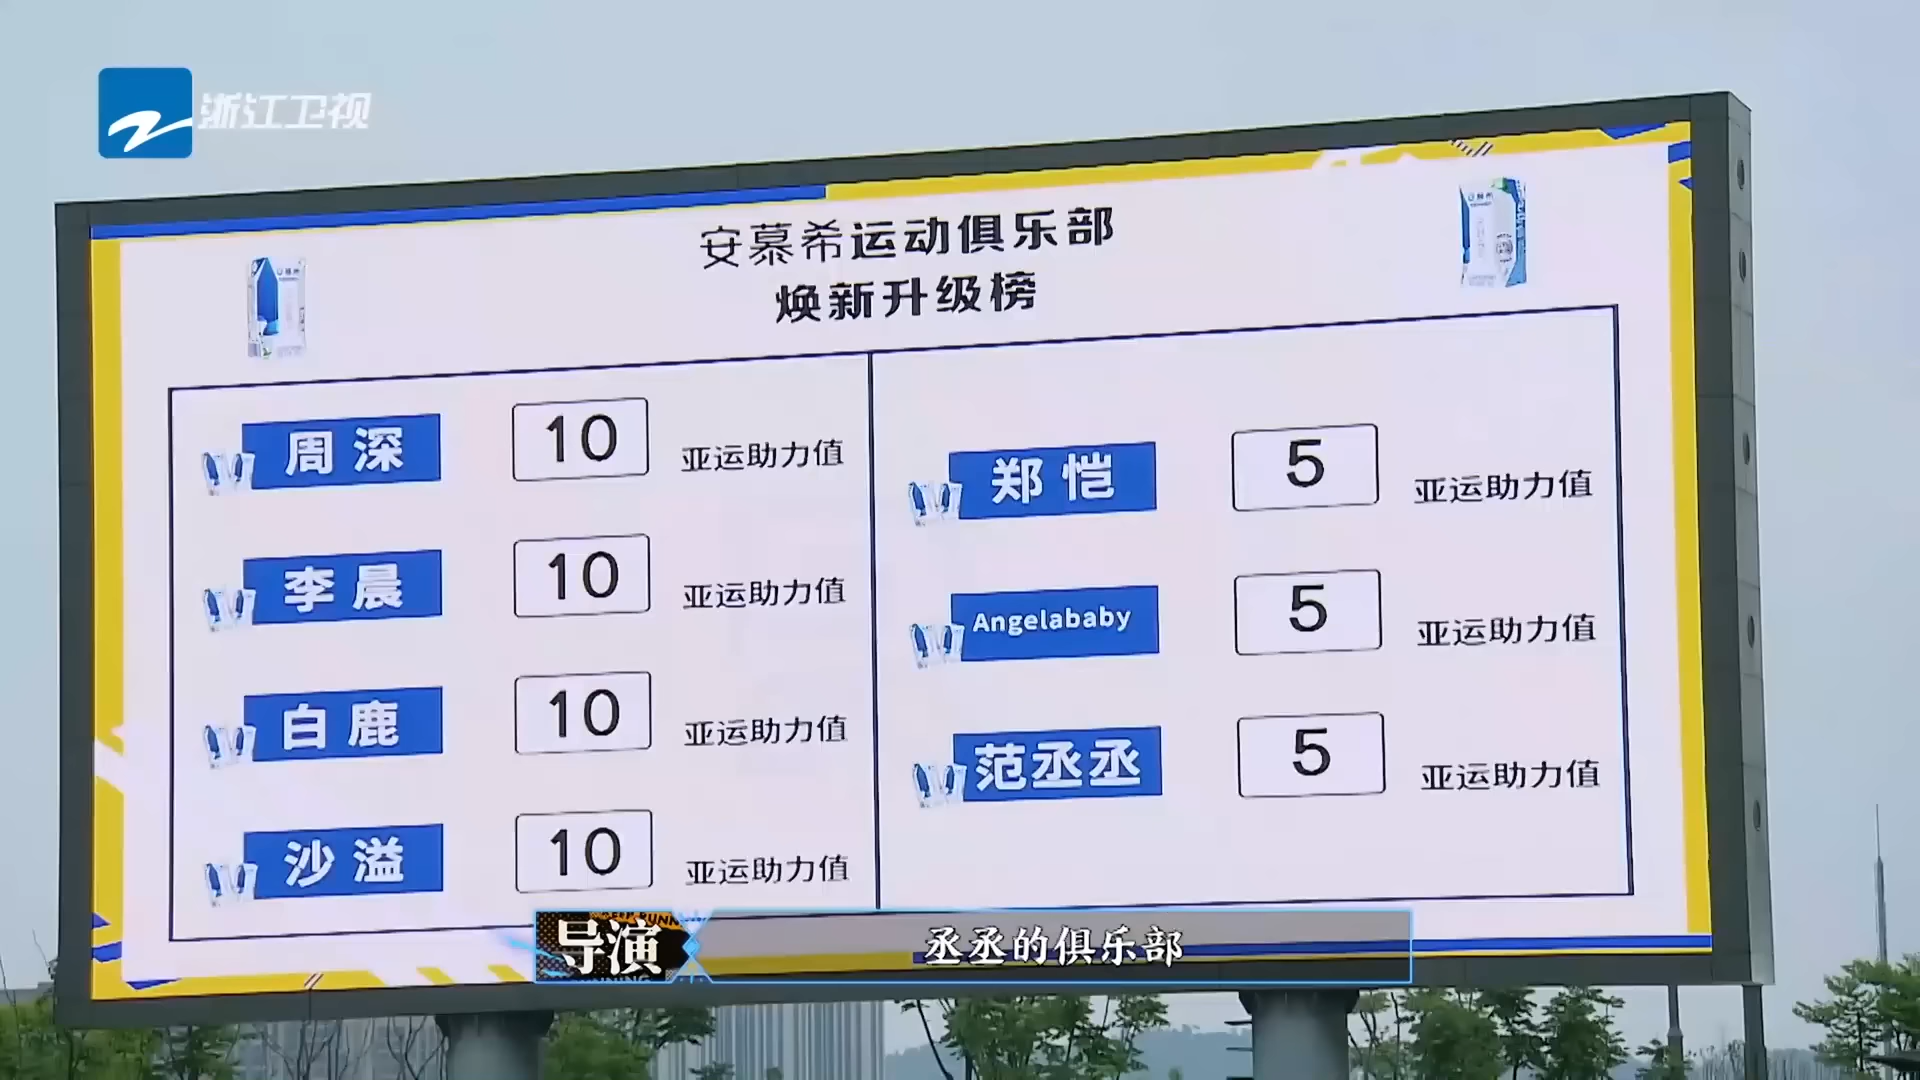 浙江卫视
安慕希运动俱乐部
焕新升级榜
周深 10 亚运助力值
李晨 10 亚运助力值
白鹿 10 亚运助力值
沙溢 10 亚运助力值
郑恺 5 亚运助力值
Angelababy 5 亚运助力值
范丞丞 5 亚运助力值
导演 丞丞的俱乐部